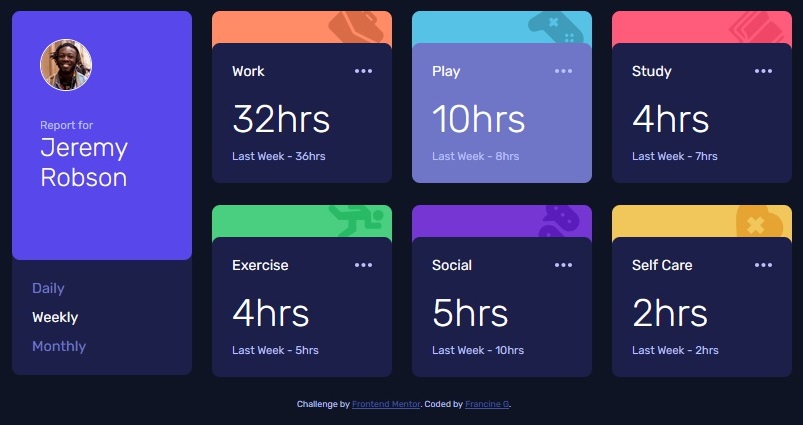 Report for
Jeremy
Robson
Daily
Weekly
Monthly
Work
32hrs
Last Week - 36hrs
Play
10hrs
Last Week - 8hrs
Study
4hrs
Last Week - 7hrs
Exercise
4hrs
Last Week - 5hrs
Social
5hrs
Last Week - 10hrs
Self Care
2hrs
Last Week - 2hrs
Challenge by Frontend Mentor. Coded by Francine G.